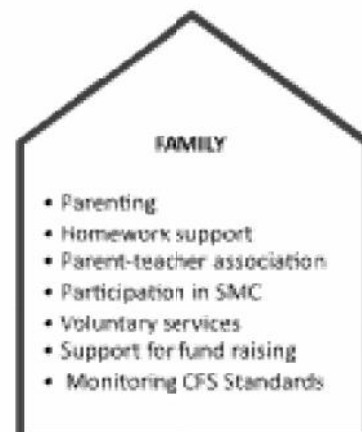 FAMILY
• Parenting
• Homework support
• Parent-teacher association
• Participation in SMC
• Voluntary services
• Support for fund raising
• Monitoring CFS Standards